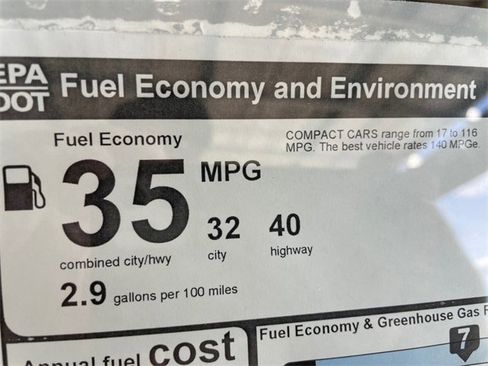 EPA
DOT
Fuel Economy and Environment
Fuel Economy
COMPACT CARS range from 17 to 116
MPG. The best vehicle rates 140 MPGe.
35 MPG
32
city
40
highway
combined city/hwy
2.9 gallons per 100 miles
Annual fuel cost
Fuel Economy & Greenhouse Gas
7